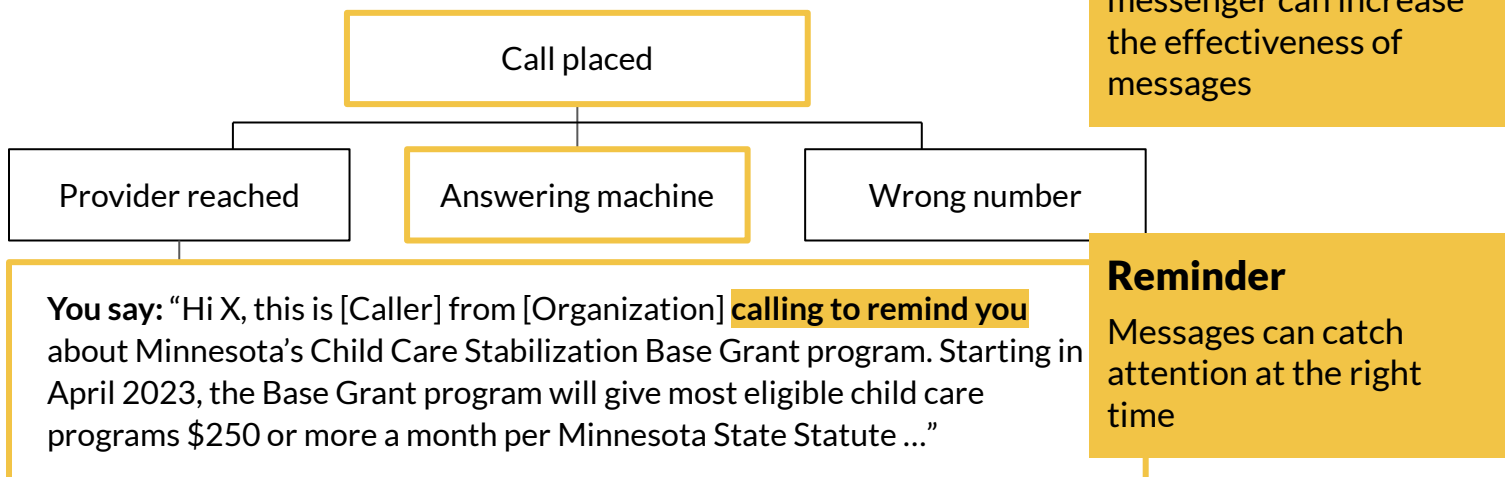 messenger can increase
the effectiveness of
messages
Call placed
Provider reached
Answering machine
Wrong number
You say: “Hi X, this is [Caller] from [Organization] calling to remind you
about Minnesota’s Child Care Stabilization Base Grant program. Starting in
April 2023, the Base Grant program will give most eligible child care
programs $250 or more a month per Minnesota State Statute …”
Reminder
Messages can catch
attention at the right
time